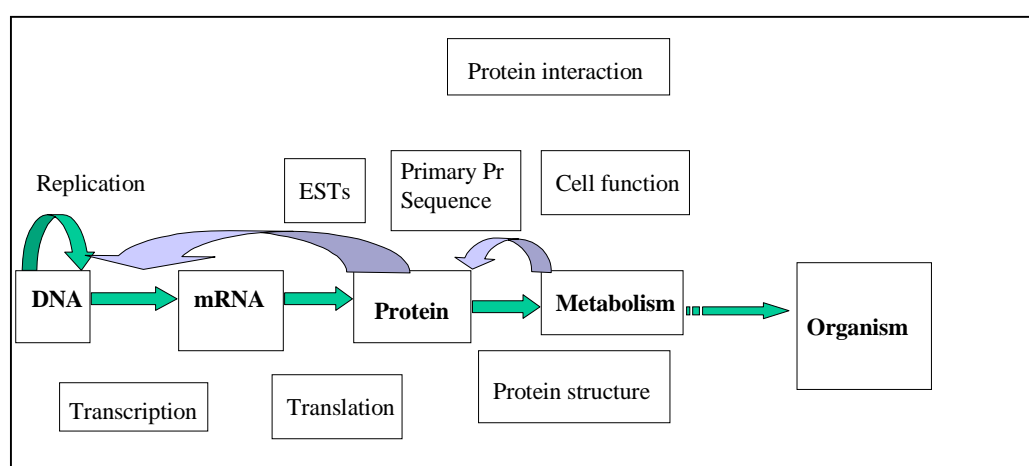 Protein interaction
Replication
ESTs
Primary Pr
Sequence
Cell function
DNA
mRNA
Protein
Metabolism
Organism
Transcription
Translation
Protein structure